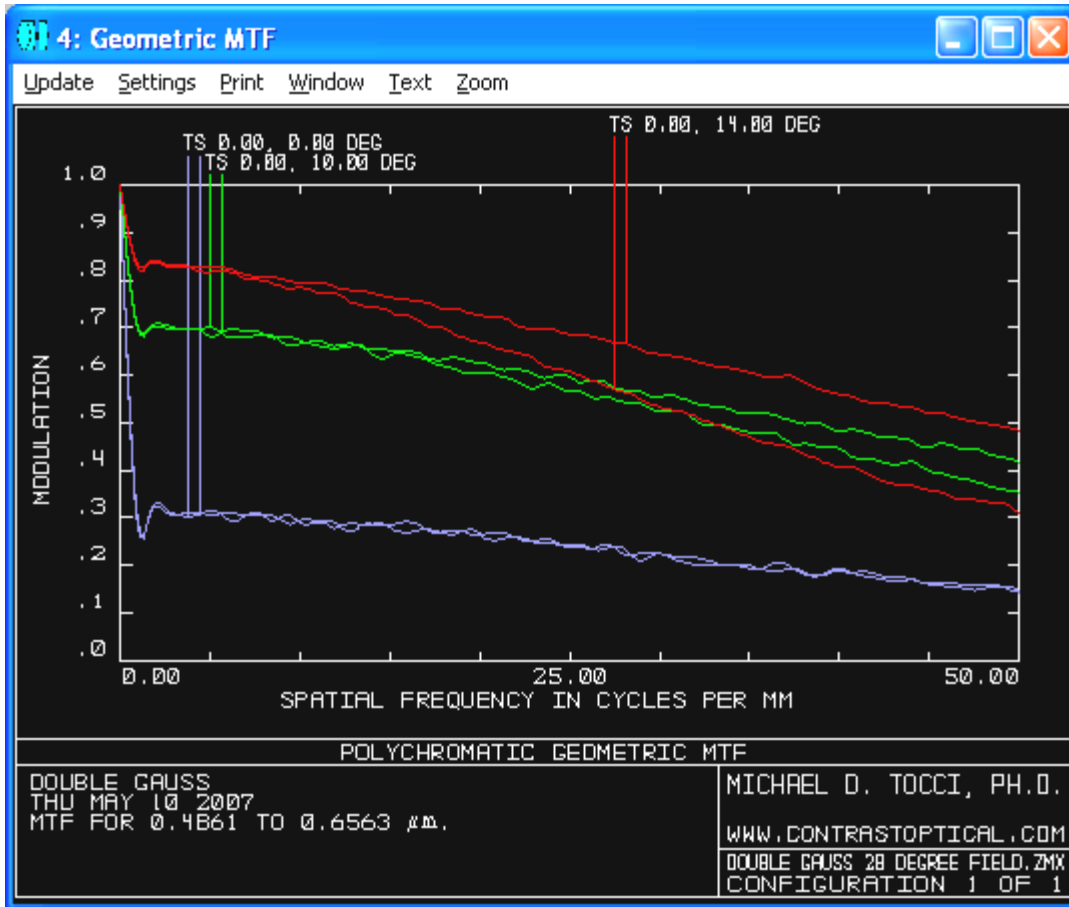 4: Geometric MTF
Update Settings Print Window Text Zoom
TS 0.00, 0.00 DEG
TS 0.00, 10.00 DEG
TS 0.00, 14.00 DEG
1.0
.9
.8
.7
.6
.5
.4
.3
.2
.1
.0
MODULATION
0.00 25.00 50.00
SPATIAL FREQUENCY IN CYCLES PER MM
POLYCHROMATIC GEOMETRIC MTF
DOUBLE GAUSS
THU MAY 10 2007
MTF FOR 0.4861 TO 0.6563 µm.
MICHAEL D. TOCCI, PH.D.
WWW.CONTRASTOPTICAL.COM
DOUBLE GAUSS 28 DEGREE FIELD.ZMX
CONFIGURATION 1 OF 1